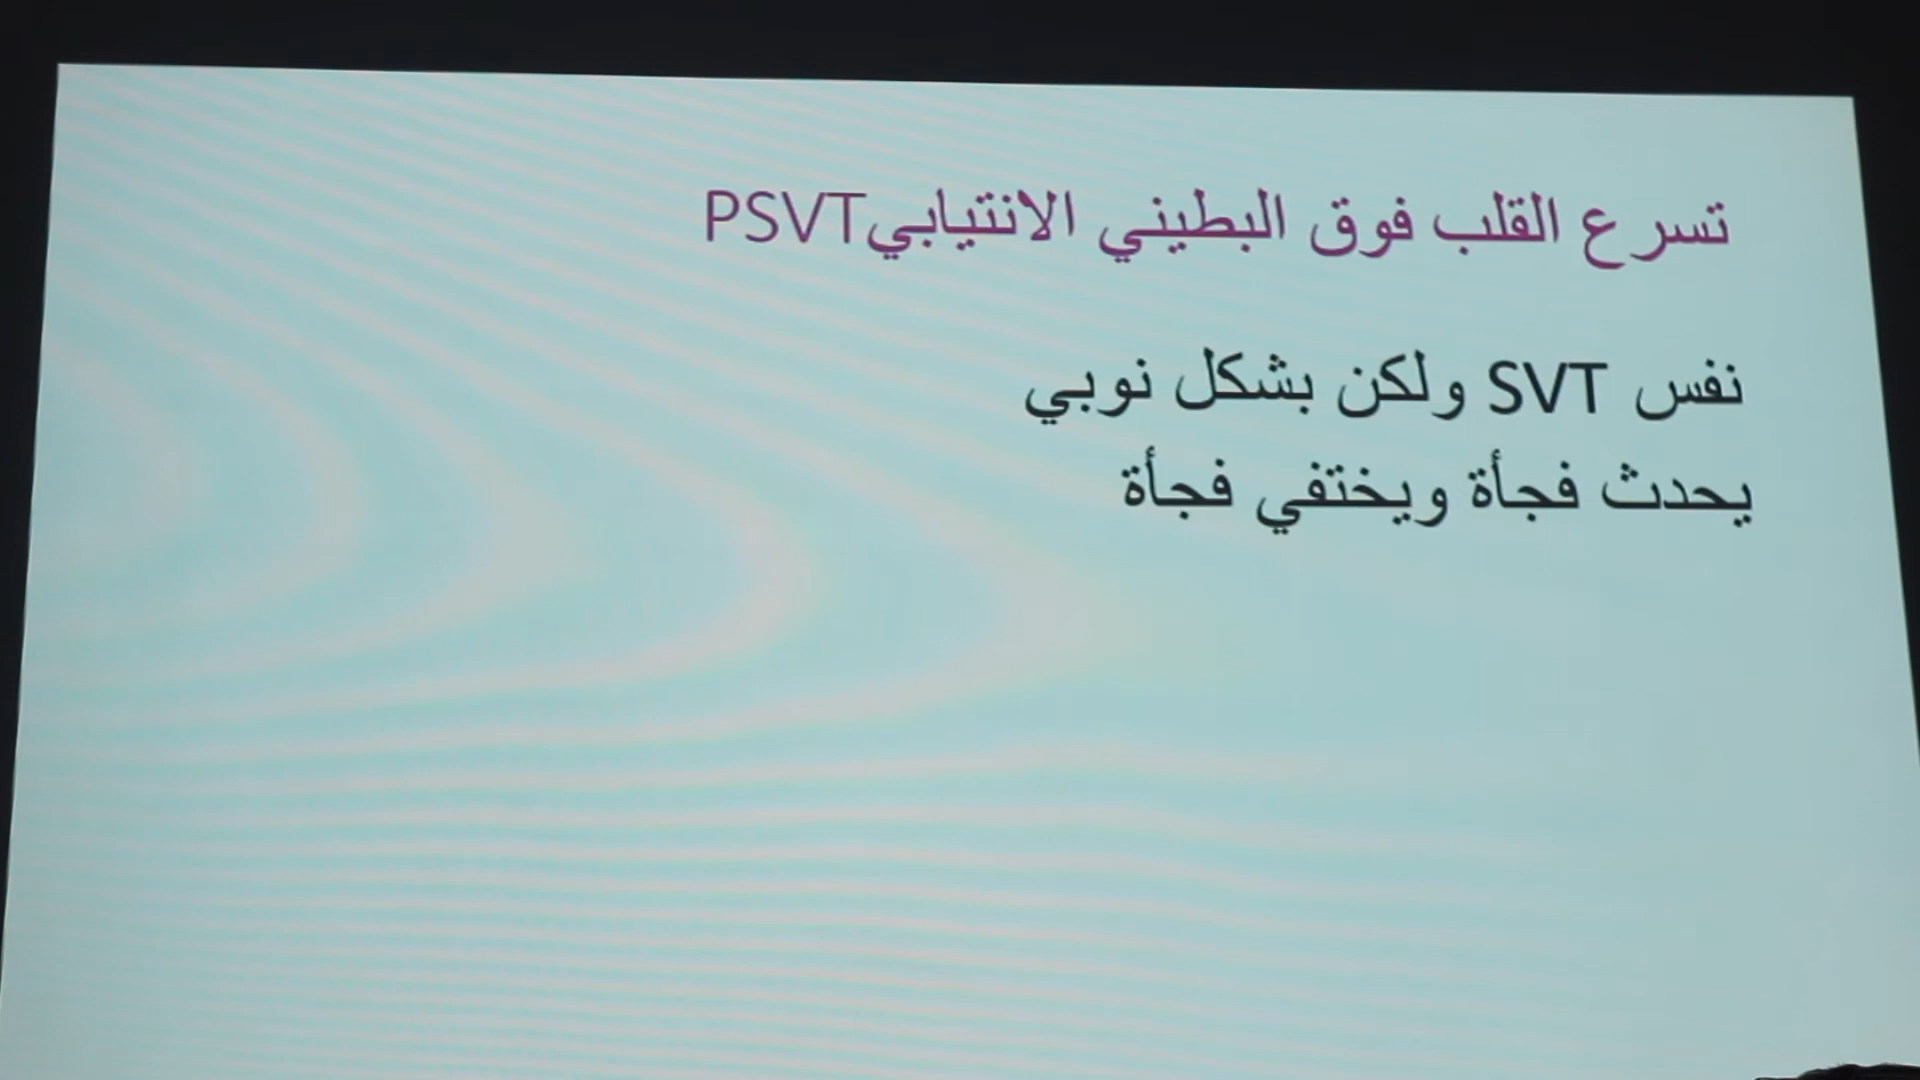 تسرع القلب فوق البطيني الانتيابيPSVT
نفس SVT ولكن بشكل نوبي
يحدث فجأة ويختفي فجأة